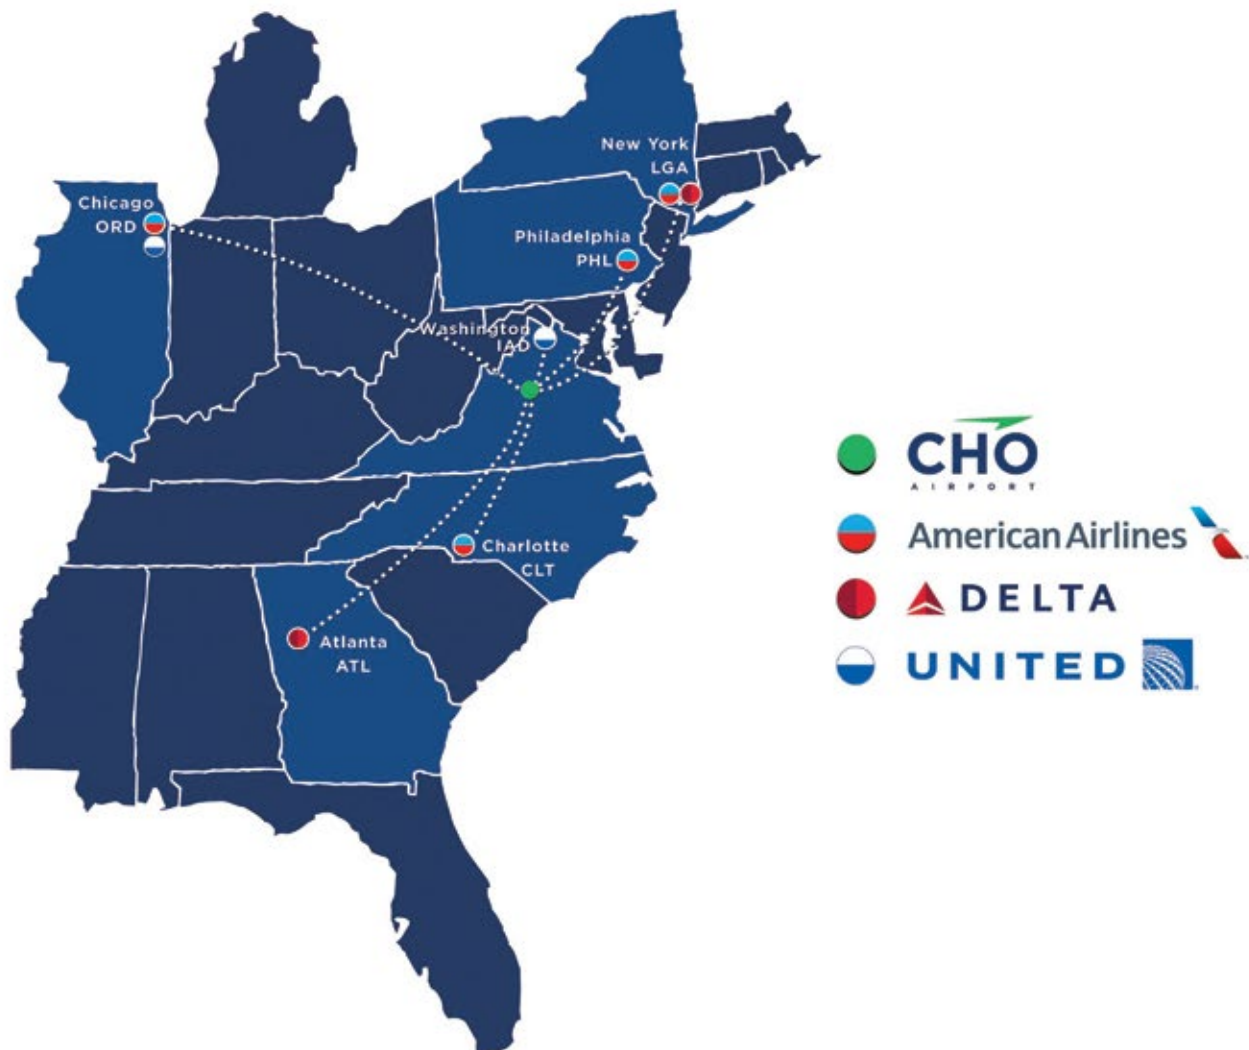 New York
LGA
Chicago
ORD
Philadelphia
PHL
Washington
IAD
Charlotte
CLT
Atlanta
ATL
CHO
AIRPORT
American Airlines
DELTA
UNITED